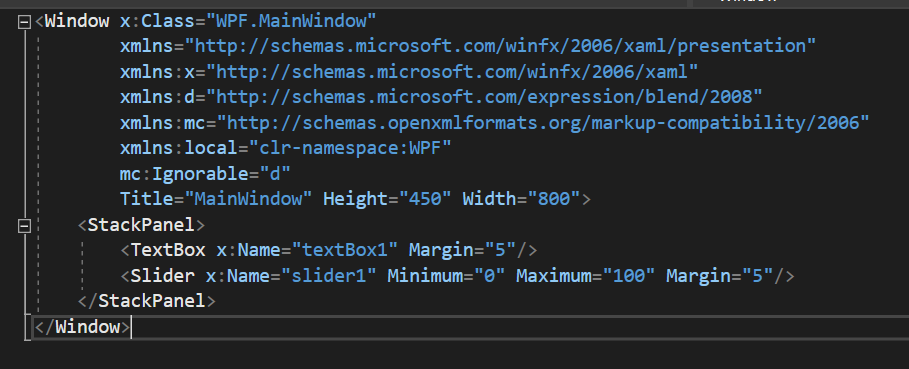 <Window x:Class="WPF.MainWindow"
xmlns="http://schemas.microsoft.com/winfx/2006/xaml/presentation"
xmlns:x="http://schemas.microsoft.com/winfx/2006/xaml"
xmlns:d="http://schemas.microsoft.com/expression/blend/2008"
xmlns:mc="http://schemas.openxmlformats.org/markup-compatibility/2006"
xmlns:local="clr-namespace:WPF"
mc:Ignorable="d"
Title="MainWindow" Height="450" Width="800">
<StackPanel>
<TextBox x:Name="textBox1" Margin="5"/>
<Slider x:Name="slider1" Minimum="0" Maximum="100" Margin="5"/>
</StackPanel>
</Window>